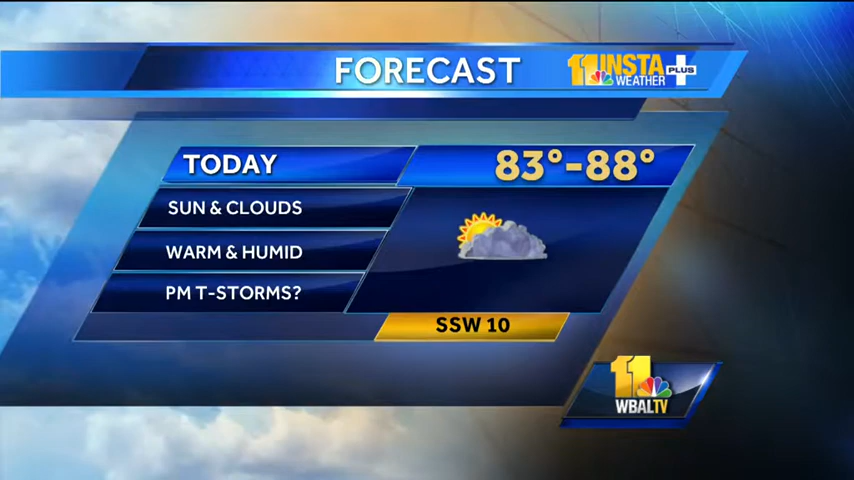 FORECAST
11 INSTA
WEATHER
PLUS
TODAY
83°-88°
SUN & CLOUDS
WARM & HUMID
PM T-STORMS?
SSW 10
11
WBALTV